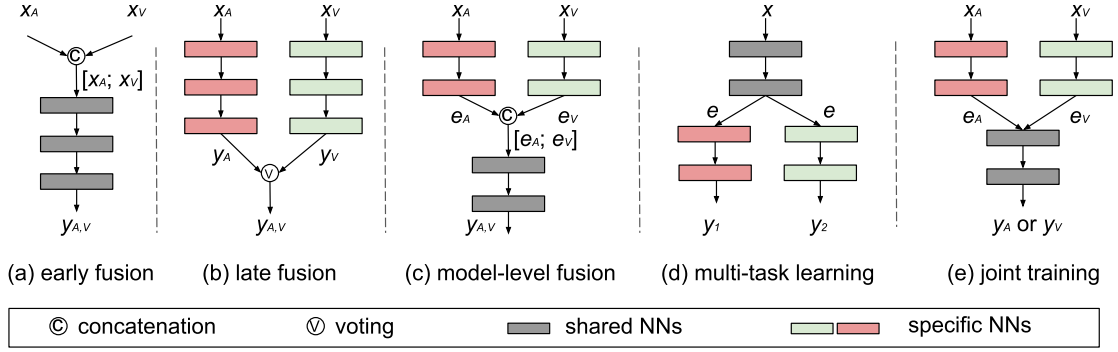 xA xV
© [xA; xV]
yA,V
(a) early fusion
xA xV
yA yV
V
yA,V
(b) late fusion
xA xV
eA © eV
[eA; eV]
yA,V
(c) model-level fusion
x
e e
y1 y2
(d) multi-task learning
xA xV
eA eV
yA or yV
(e) joint training
© concatenation Ⓥ voting shared NNs specific NNs